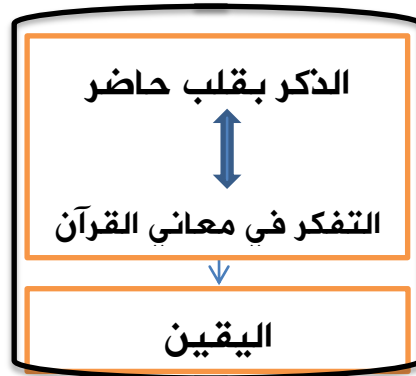 الذكر بقلب حاضر
التفكر في معاني القرآن
اليقين